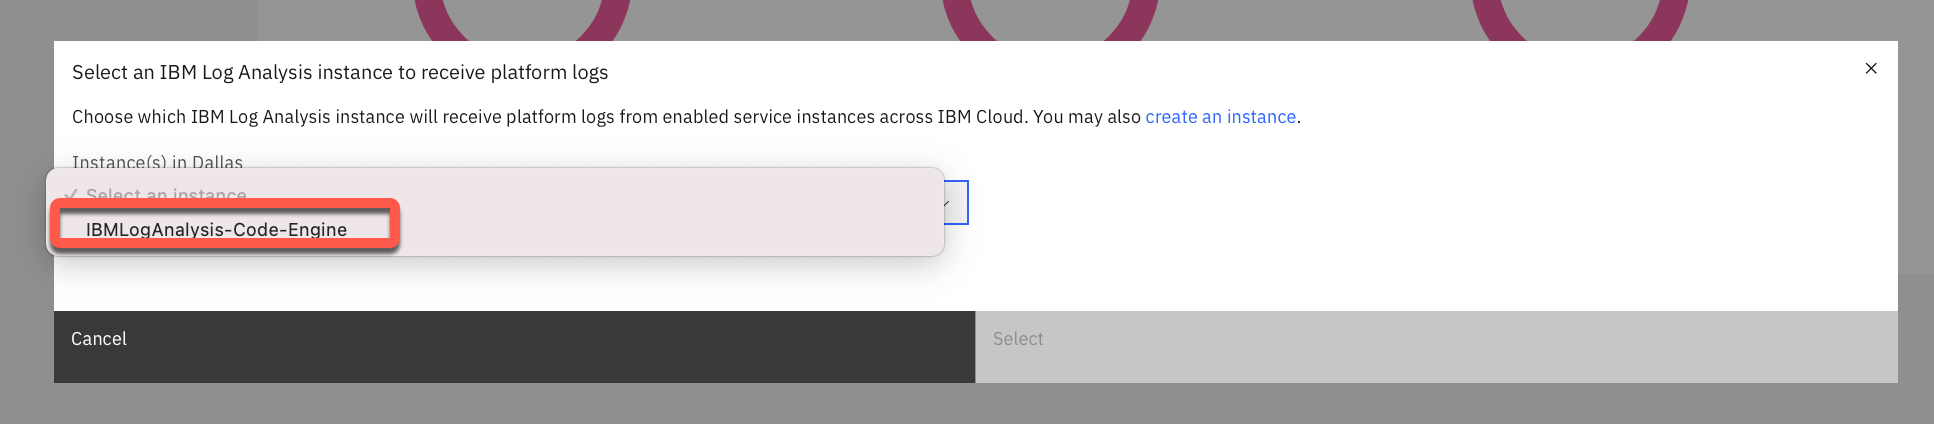 Select an IBM Log Analysis instance to receive platform logs
Choose which IBM Log Analysis instance will receive platform logs from enabled service instances across IBM Cloud. You may also create an instance.
Instance(s) in Dallas
✓ Select an instance
IBMLogAnalysis-Code-Engine
Cancel
Select